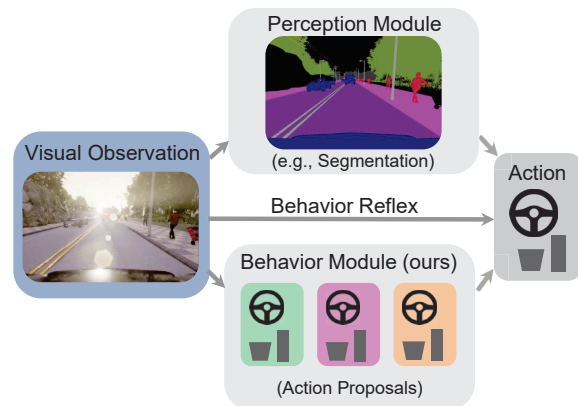 Perception Module
(e.g., Segmentation)
Visual Observation
Behavior Reflex
Action
Behavior Module (ours)
(Action Proposals)